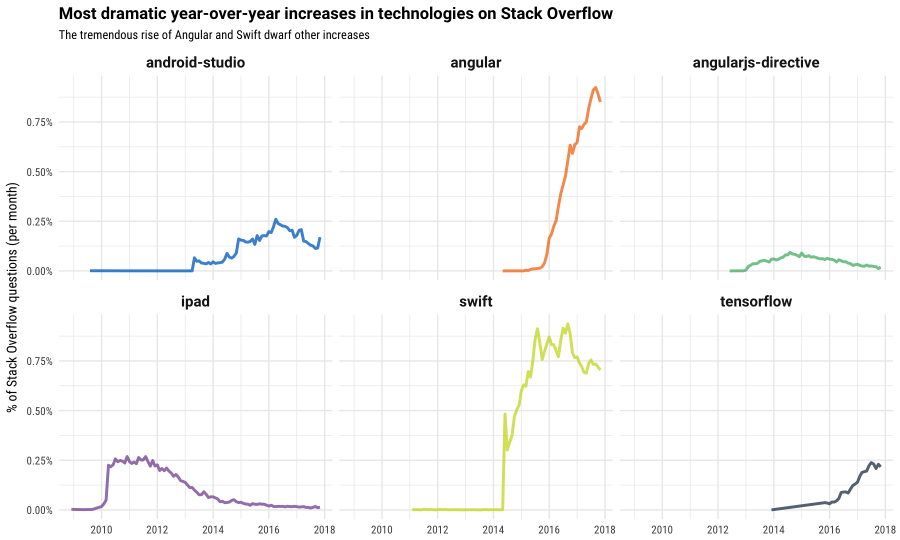 Most dramatic year-over-year increases in technologies on Stack Overflow
The tremendous rise of Angular and Swift dwarf other increases
% of Stack Overflow questions (per month)
android-studio angular angularjs-directive
0.75%
0.50%
0.25%
0.00%
ipad swift tensorflow
0.75%
0.50%
0.25%
0.00%
2010 2012 2014 2016 2018 2010 2012 2014 2016 2018 2010 2012 2014 2016 2018